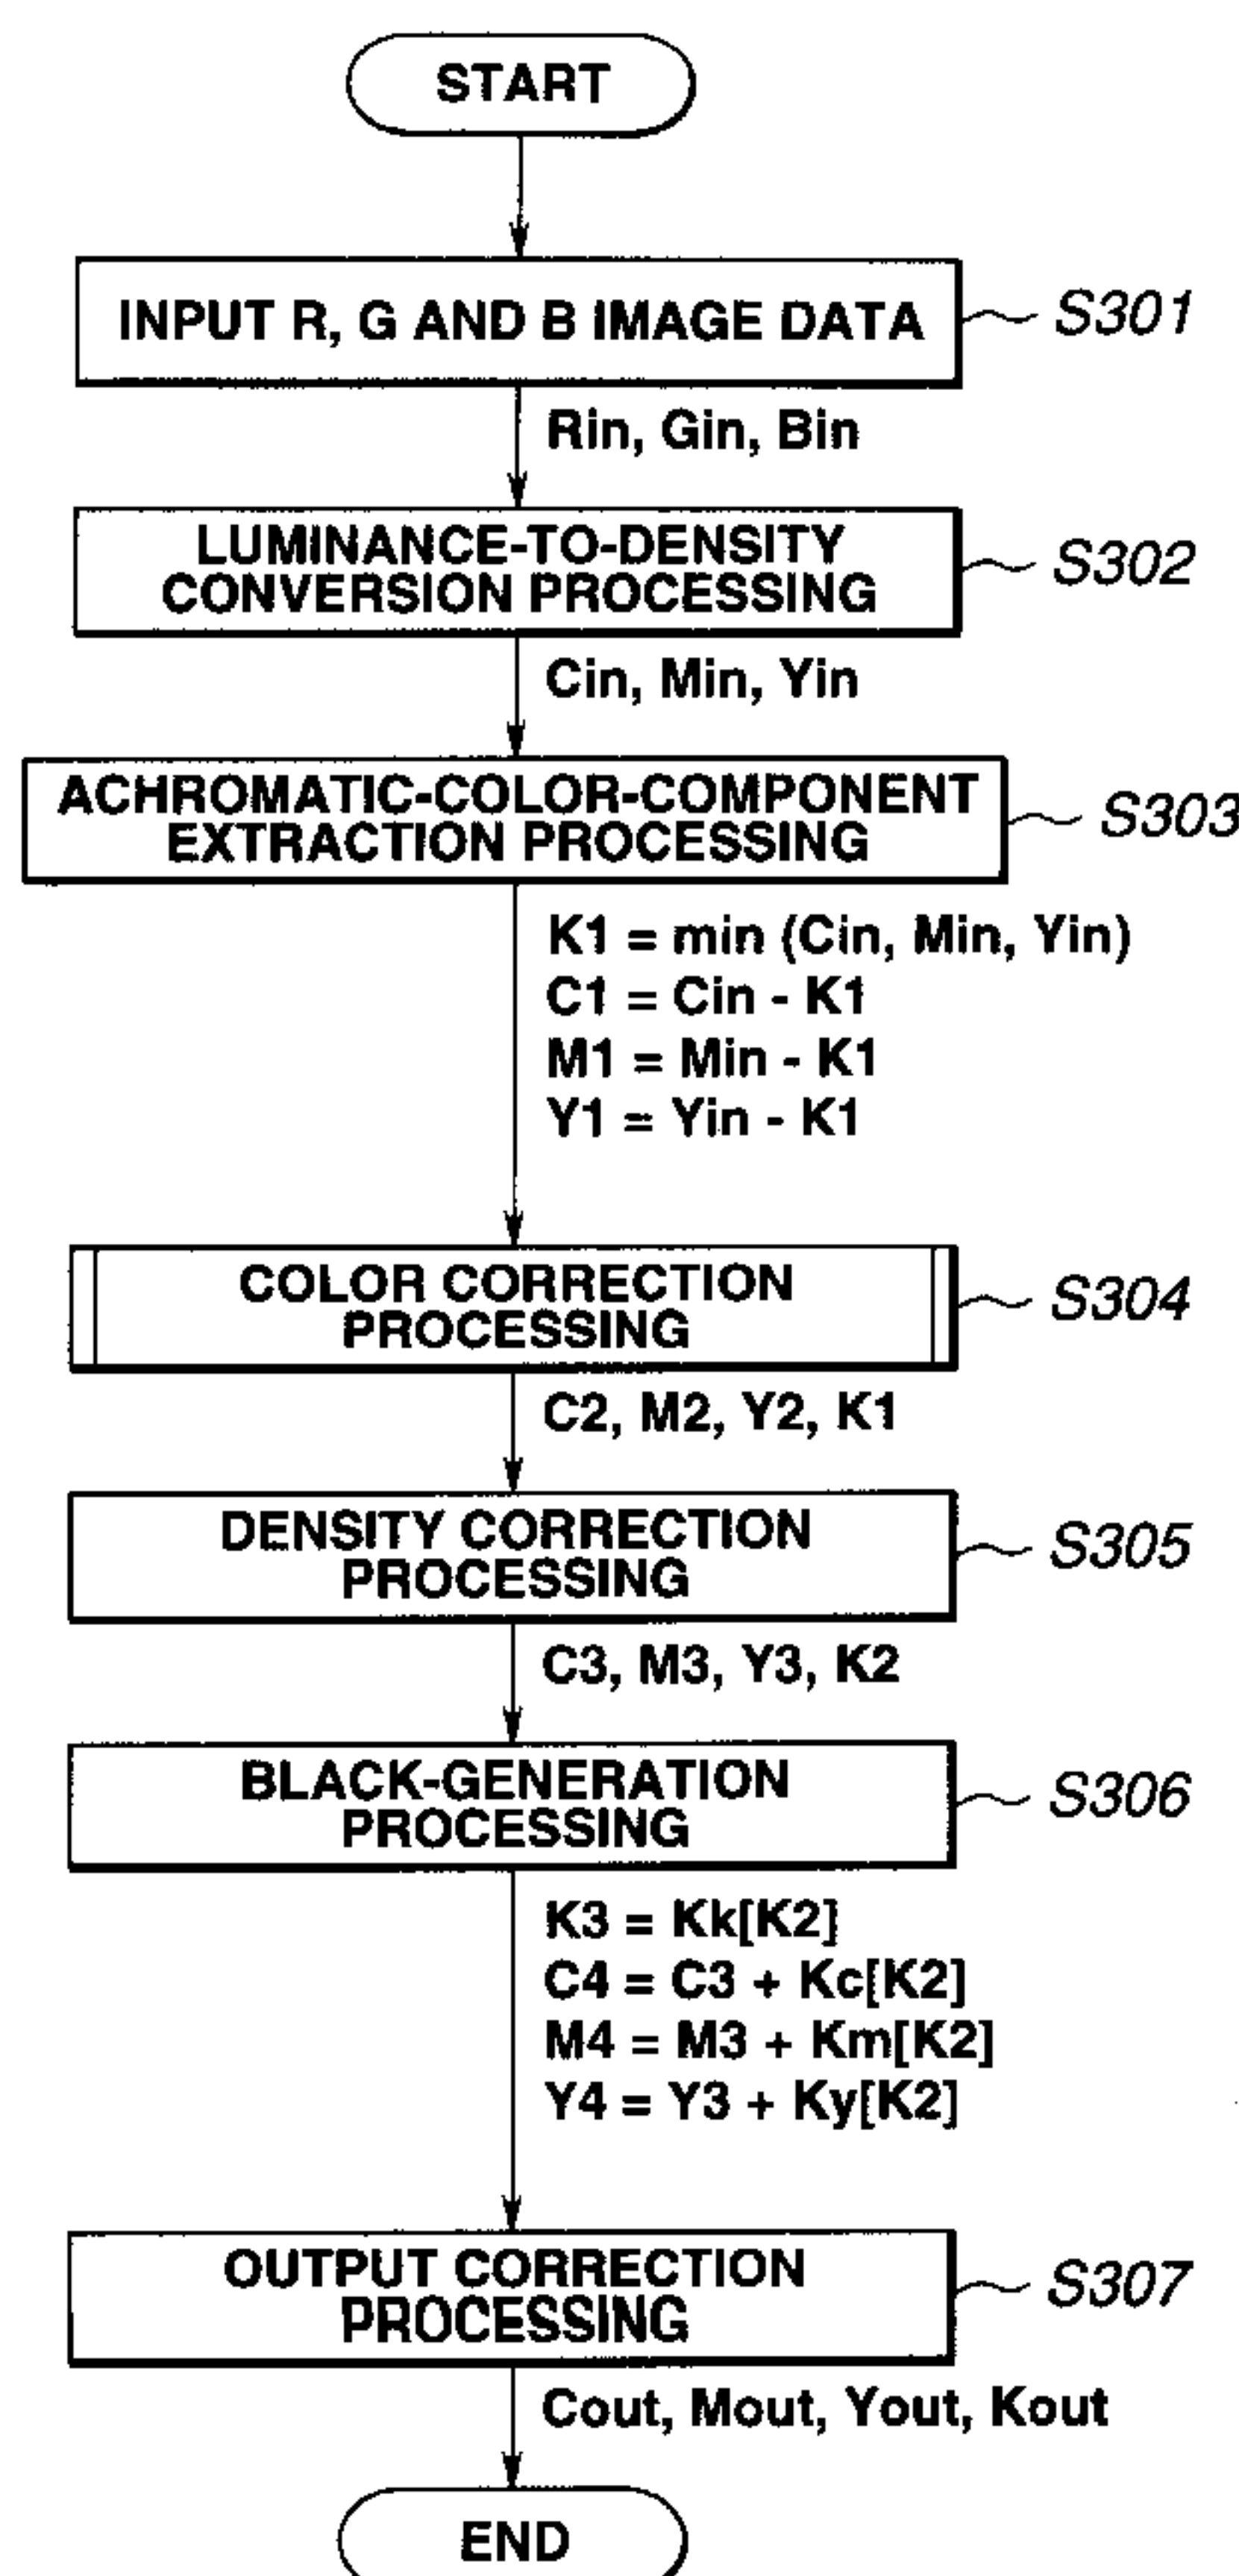 START
INPUT R, G AND B IMAGE DATA
S301
Rin, Gin, Bin
LUMINANCE-TO-DENSITY
CONVERSION PROCESSING
S302
Cin, Min, Yin
ACHROMATIC-COLOR-COMPONENT
EXTRACTION PROCESSING
S303
K1 = min (Cin, Min, Yin)
C1 = Cin - K1
M1 = Min - K1
Y1 = Yin - K1
COLOR CORRECTION
PROCESSING
S304
C2, M2, Y2, K1
DENSITY CORRECTION
PROCESSING
S305
C3, M3, Y3, K2
BLACK-GENERATION
PROCESSING
S306
K3 = Kk[K2]
C4 = C3 + Kc[K2]
M4 = M3 + Km[K2]
Y4 = Y3 + Ky[K2]
OUTPUT CORRECTION
PROCESSING
S307
Cout, Mout, Yout, Kout
END